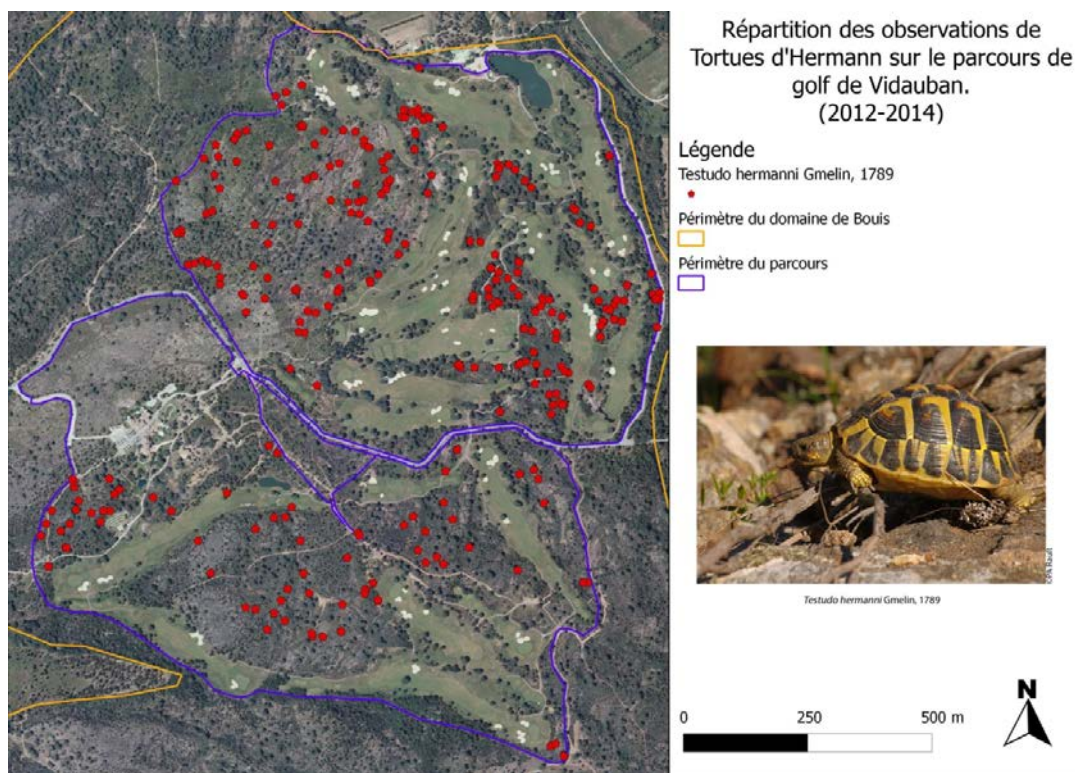 Répartition des observations de
Tortues d'Hermann sur le parcours de
golf de Vidauban.
(2012-2014)
Légende
Testudo hermanni Gmelin, 1789
Périmètre du domaine de Bouis
Périmètre du parcours
Testudo hermanni Gmelin, 1789
N
0 250 500 m